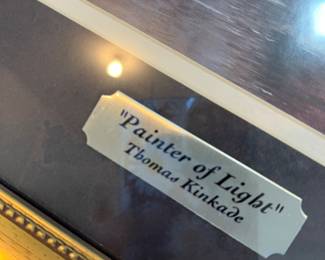 "Painter of Light"
Thomas Kinkade